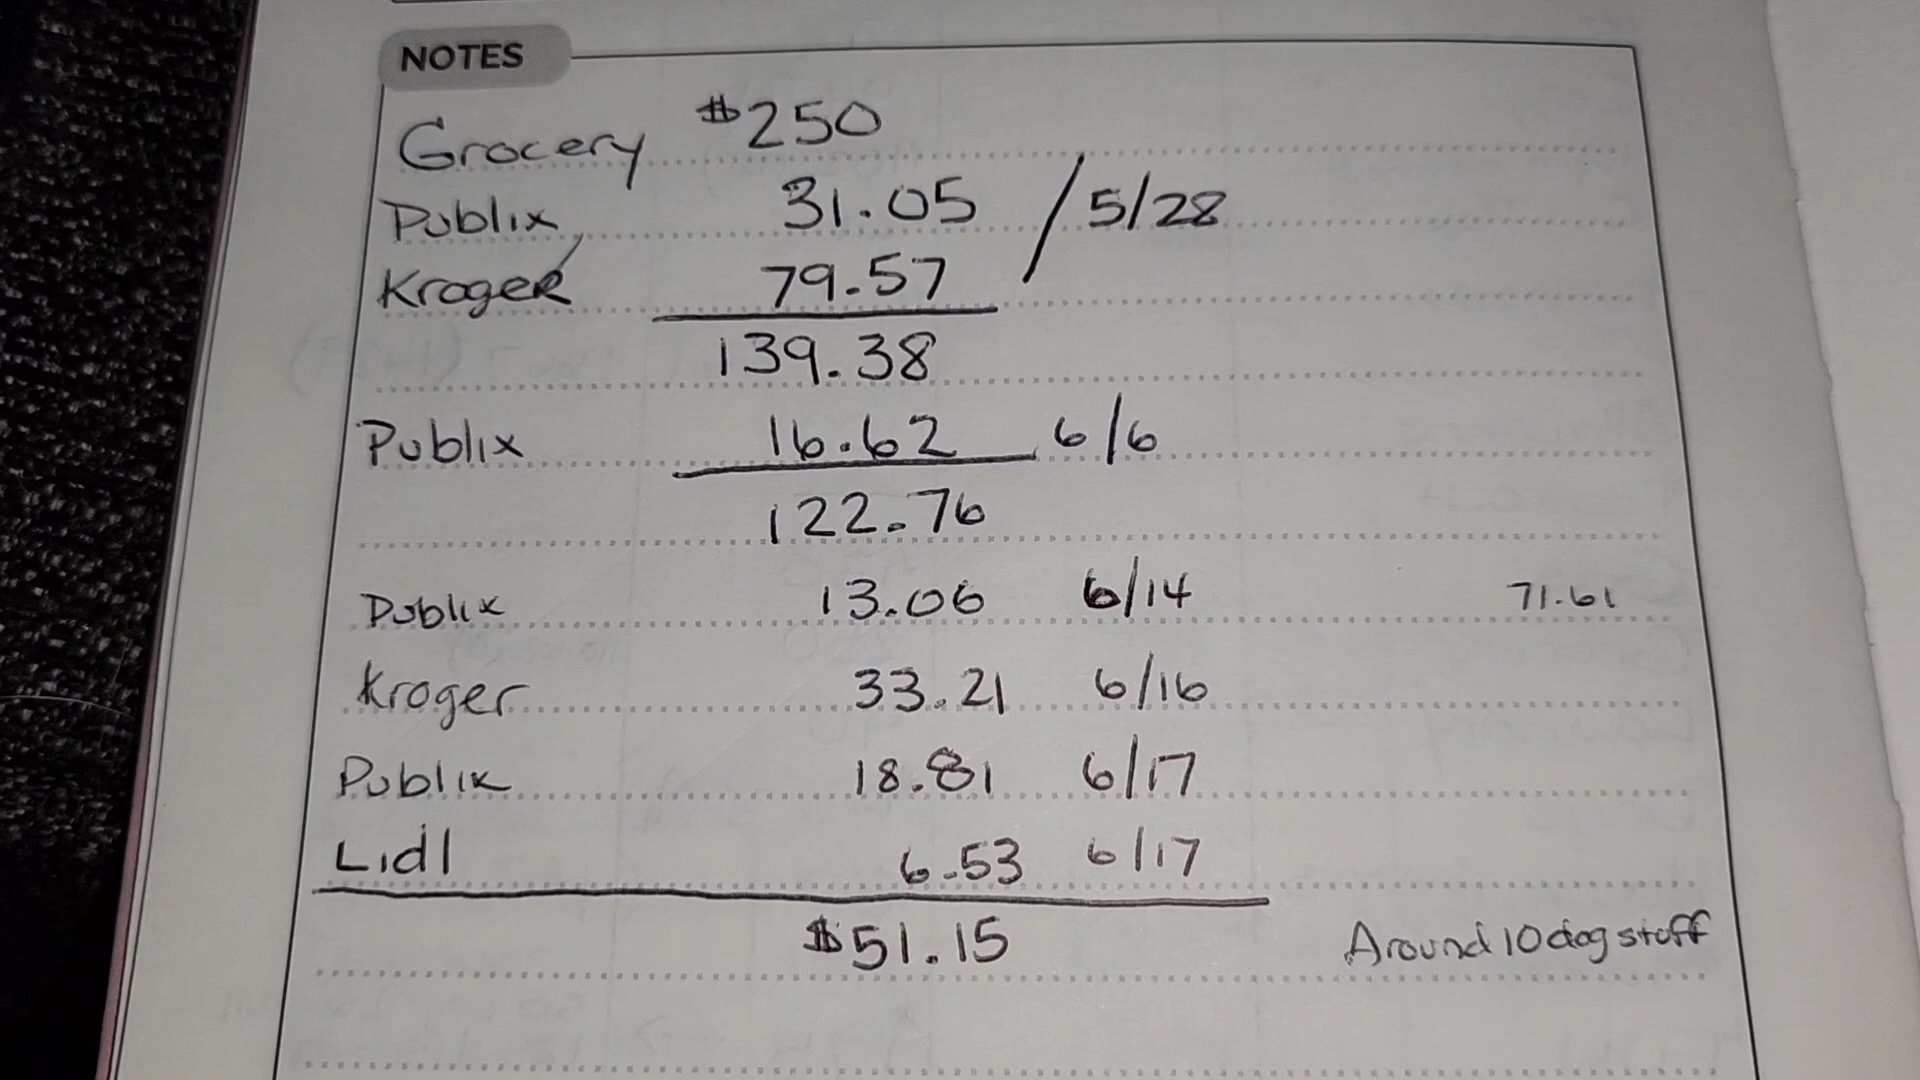 NOTES
Grocery $250
Publix 31.05 / 5/28
Kroger 79.57
139.38
Publix 16.62 6/6
122.76
Publix 13.06 6/14 71.61
Kroger 33.21 6/16
Publix 18.81 6/17
Lidl 6.53 6/17
$51.15 Around 10 dog stuff